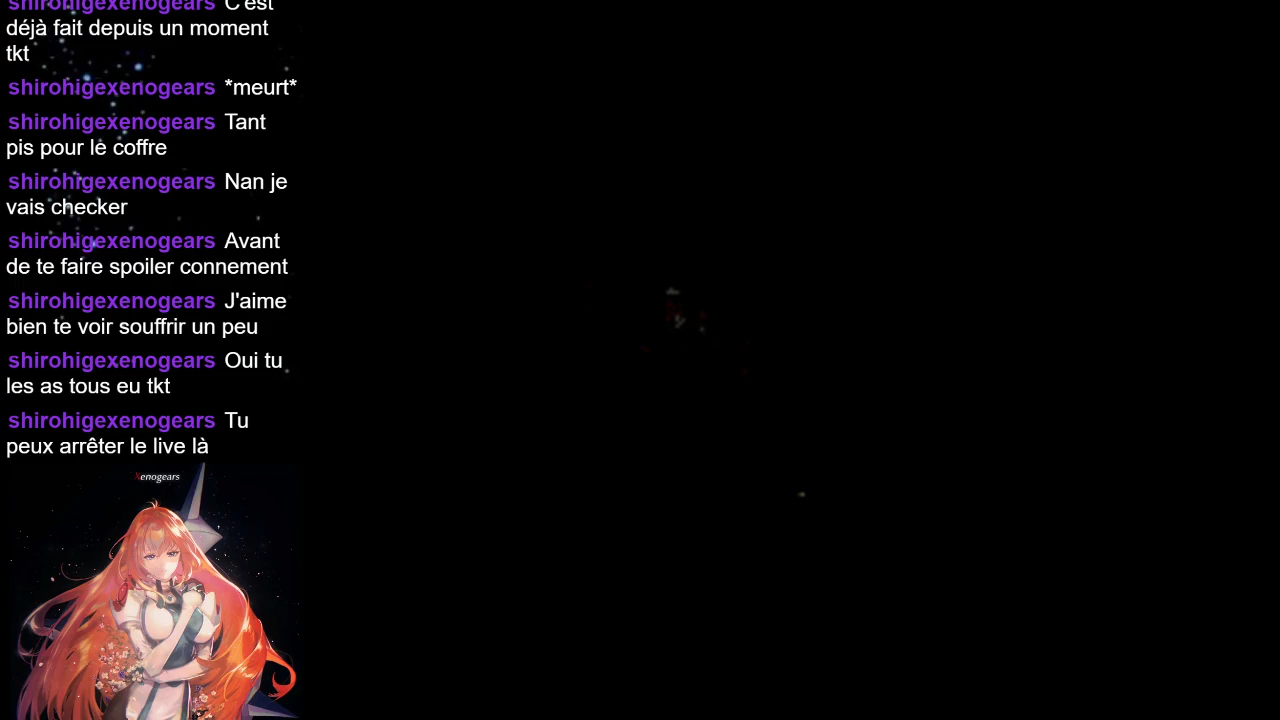 shirohigexenogears C'est
déjà fait depuis un moment
tkt
shirohigexenogears *meurt*
shirohigexenogears Tant
pis pour le coffre
shirohigexenogears Nan je
vais checker
shirohigexenogears Avant
de te faire spoiler connement
shirohigexenogears J'aime
bien te voir souffrir un peu
shirohigexenogears Oui tu
les as tous eu tkt
shirohigexenogears Tu
peux arrêter le live là
Xenogears